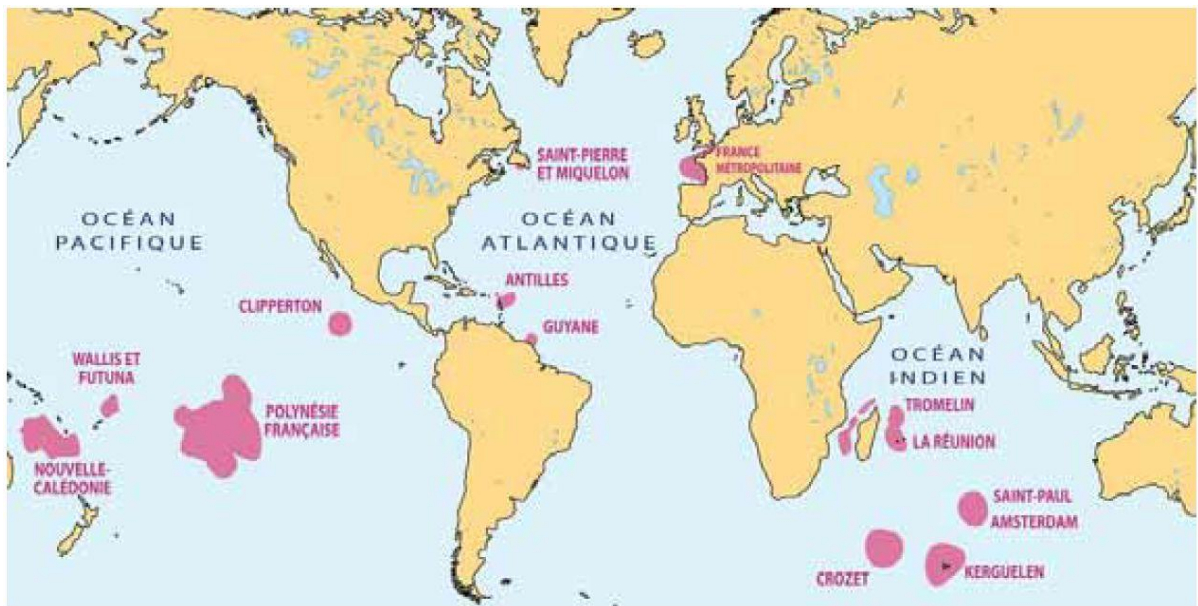 SAINT-PIERRE
ET MIQUELON
FRANCE
MÉTROPOLITAINE
OCÉAN
PACIFIQUE
OCÉAN
ATLANTIQUE
ANTILLES
CLIPPERTON
GUYANE
WALLIS ET
FUTUNA
OCÉAN
INDIEN
POLYNÉSIE
FRANÇAISE
TROMELIN
LA RÉUNION
NOUVELLE-
CALÉDONIE
SAINT-PAUL
AMSTERDAM
CROZET
KERGUELEN